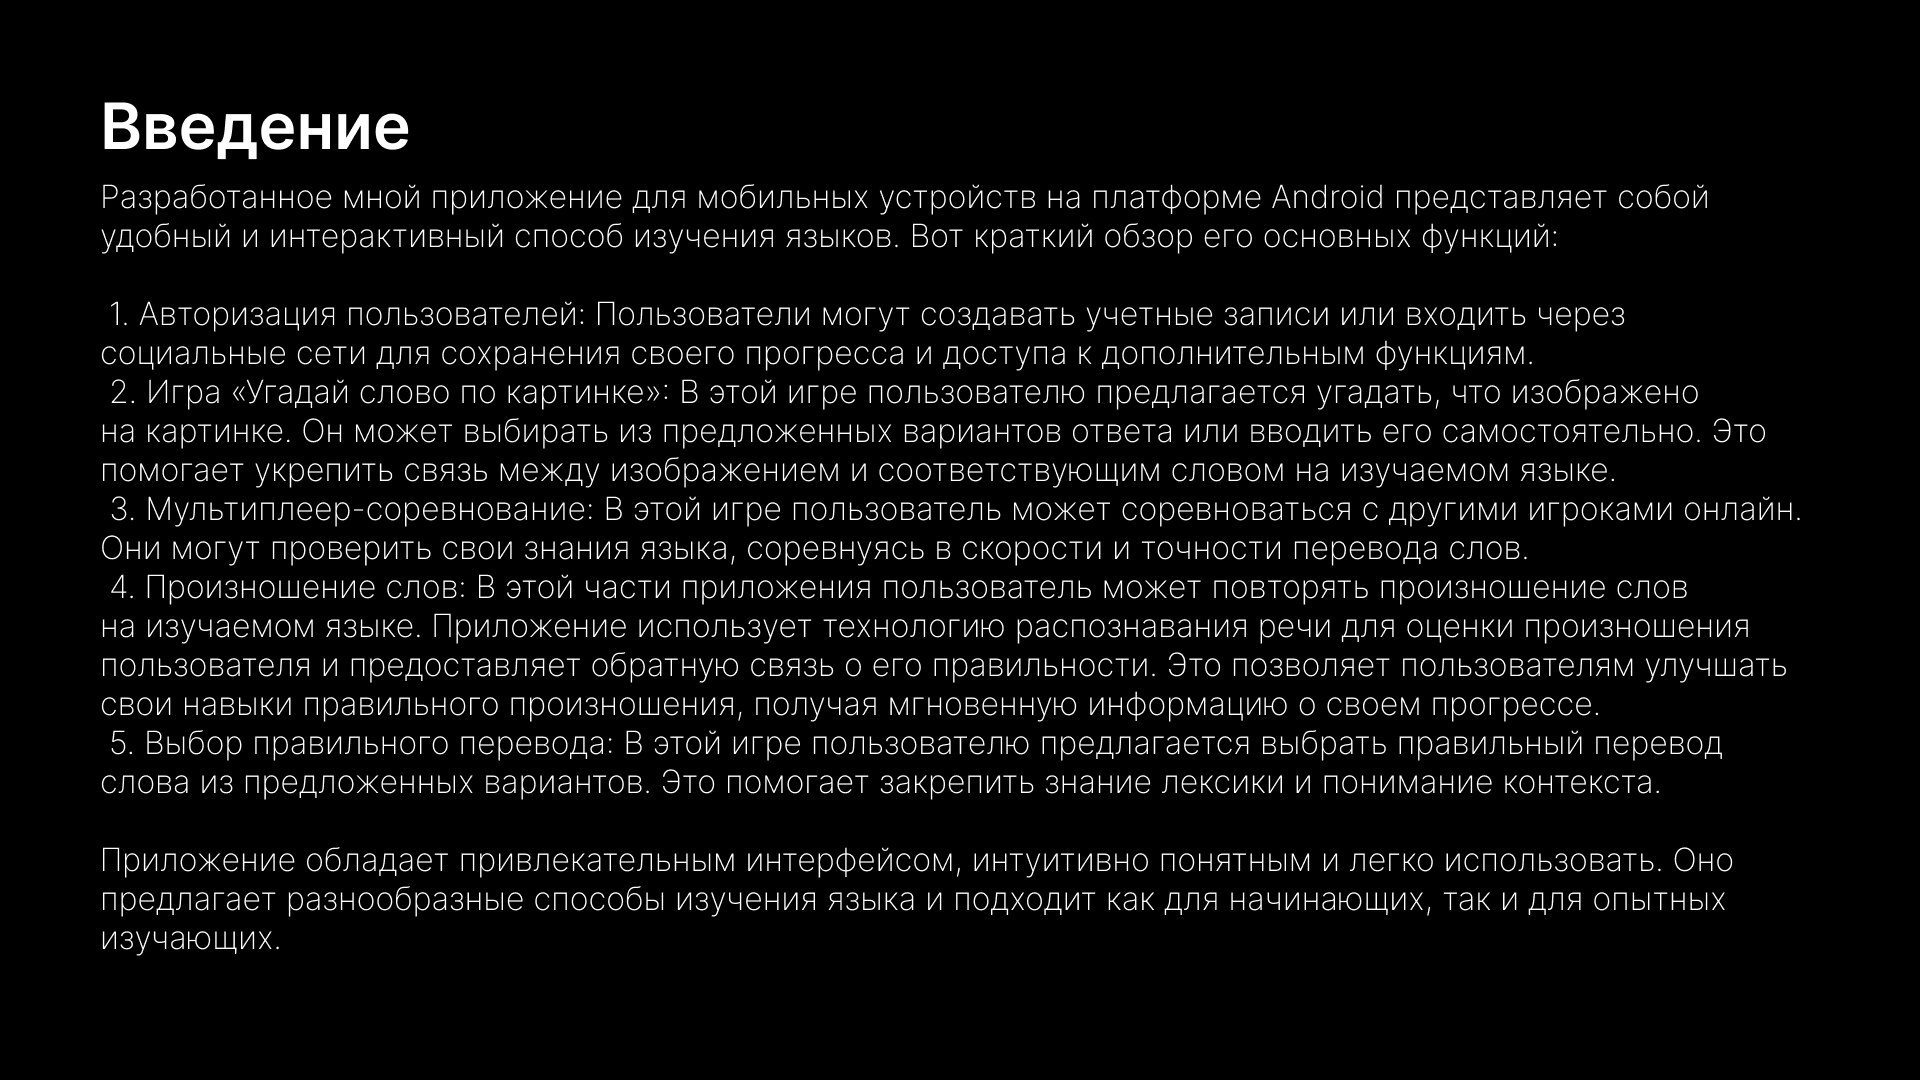 Введение
Разработанное мной приложение для мобильных устройств на платформе Android представляет собой
удобный и интерактивный способ изучения языков. Вот краткий обзор его основных функций:
1. Авторизация пользователей: Пользователи могут создавать учетные записи или входить через
социальные сети для сохранения своего прогресса и доступа к дополнительным функциям.
2. Игра «Угадай слово по картинке»: В этой игре пользователю предлагается угадать, что изображено
на картинке. Он может выбирать из предложенных вариантов ответа или вводить его самостоятельно. Это
помогает укрепить связь между изображением и соответствующим словом на изучаемом языке.
3. Мультиплеер-соревнование: В этой игре пользователь может соревноваться с другими игроками онлайн.
Они могут проверить свои знания языка, соревнуясь в скорости и точности перевода слов.
4. Произношение слов: В этой части приложения пользователь может повторять произношение слов
на изучаемом языке. Приложение использует технологию распознавания речи для оценки произношения
пользователя и предоставляет обратную связь о его правильности. Это позволяет пользователям улучшать
свои навыки правильного произношения, получая мгновенную информацию о своем прогрессе.
5. Выбор правильного перевода: В этой игре пользователю предлагается выбрать правильный перевод
слова из предложенных вариантов. Это помогает закрепить знание лексики и понимание контекста.
Приложение обладает привлекательным интерфейсом, интуитивно понятным и легко использовать. Оно
предлагает разнообразные способы изучения языка и подходит как для начинающих, так и для опытных
изучающих.